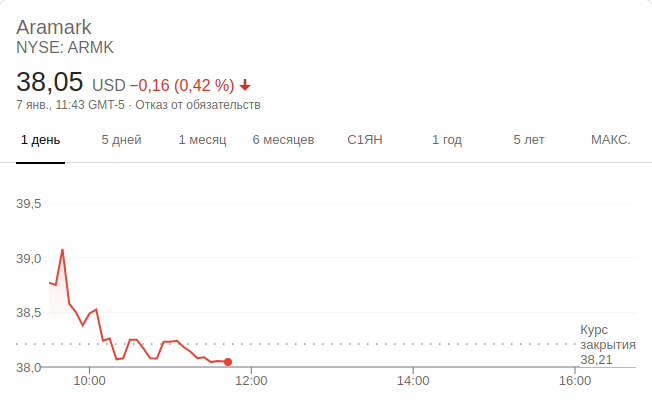 Aramark
NYSE: ARMK
38,05 USD −0,16 (0,42 %)
7 янв., 11:43 GMT-5 · Отказ от обязательств
1 день 5 дней 1 месяц 6 месяцев С1ЯН 1 год 5 лет МАКС.
39,5
39,0
38,5
Курс
закрытия
38,21
38,0
10:00 12:00 14:00 16:00